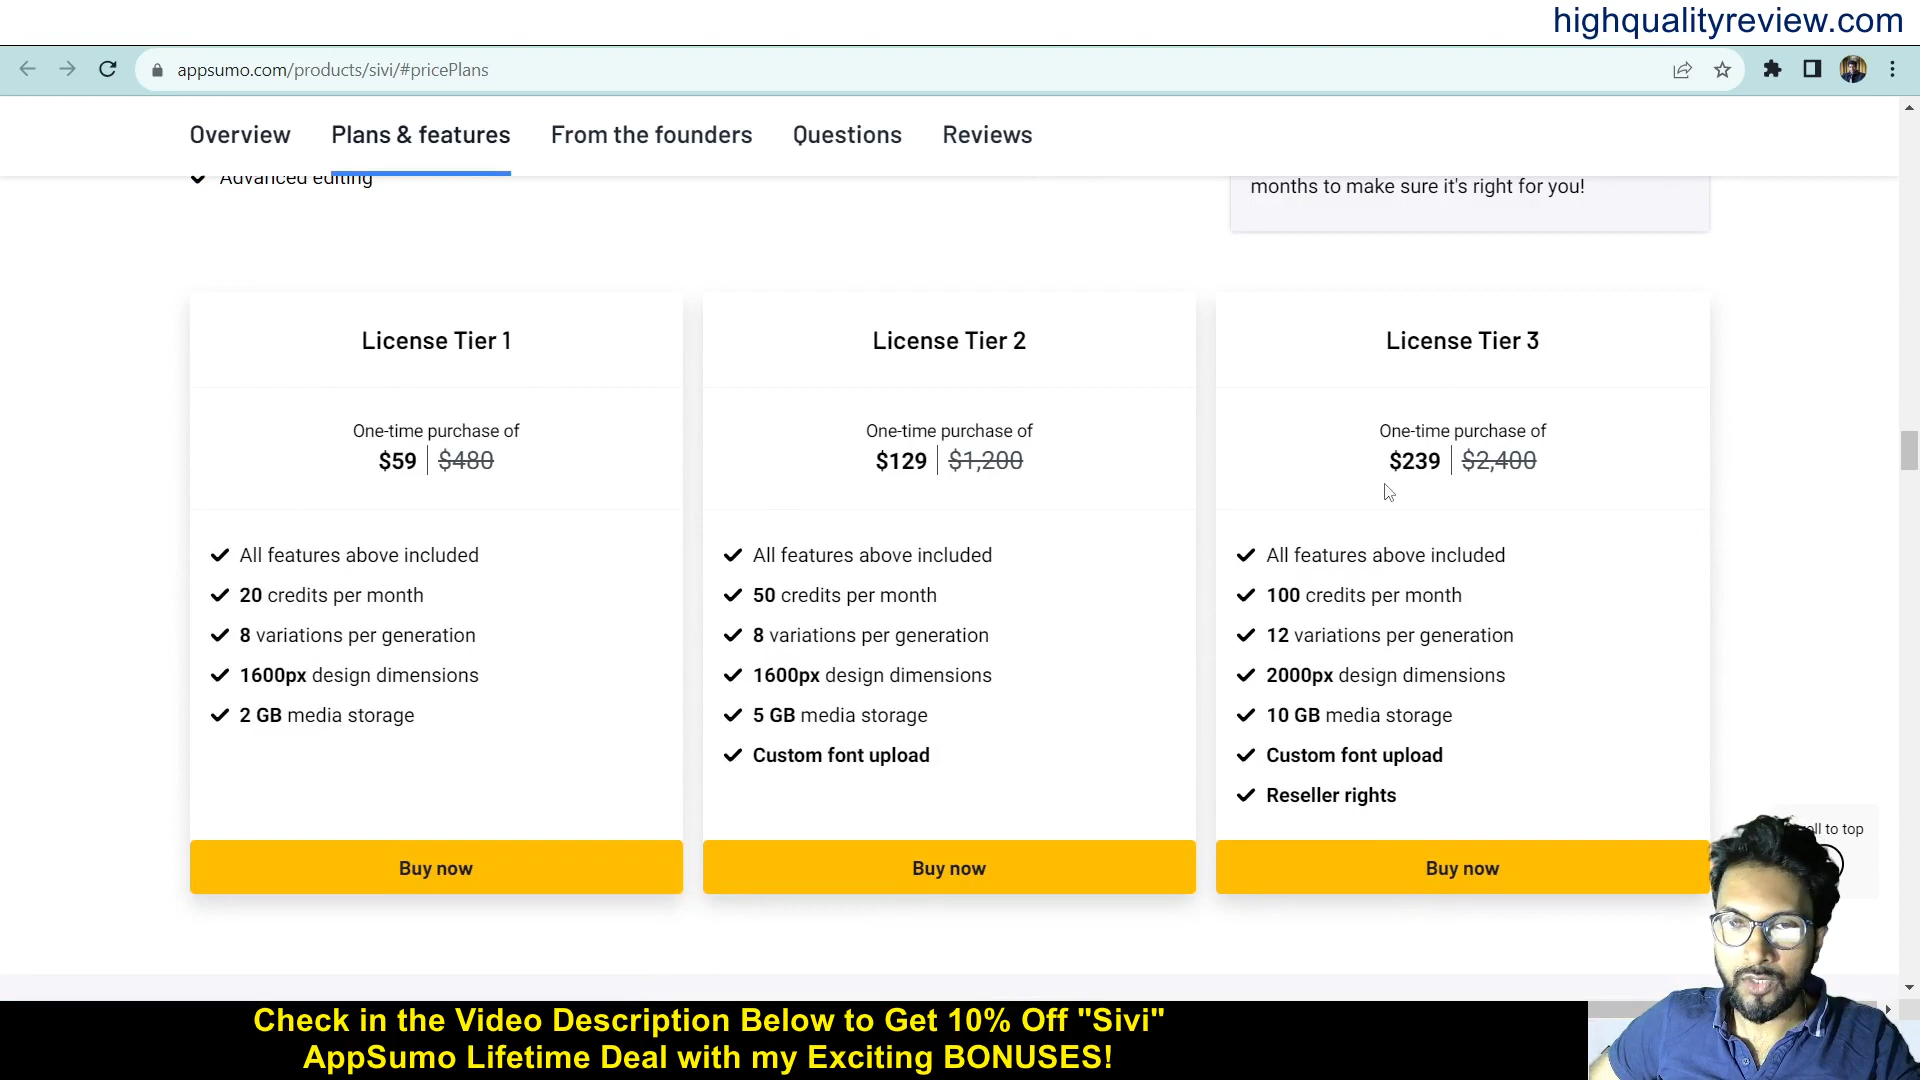 highqualityreview.com
appsumo.com/products/sivi/#pricePlans
Overview Plans & features From the founders Questions Reviews
Advanced editing
months to make sure it's right for you!
License Tier 1
One-time purchase of
$59 $480
All features above included
20 credits per month
8 variations per generation
1600px design dimensions
2 GB media storage
Buy now
License Tier 2
One-time purchase of
$129 $1,200
All features above included
50 credits per month
8 variations per generation
1600px design dimensions
5 GB media storage
Custom font upload
Buy now
License Tier 3
One-time purchase of
$239 $2,400
All features above included
100 credits per month
12 variations per generation
2000px design dimensions
10 GB media storage
Custom font upload
Reseller rights
Buy now
to top
Check in the Video Description Below to Get 10% Off "Sivi"
AppSumo Lifetime Deal with my Exciting BONUSES!